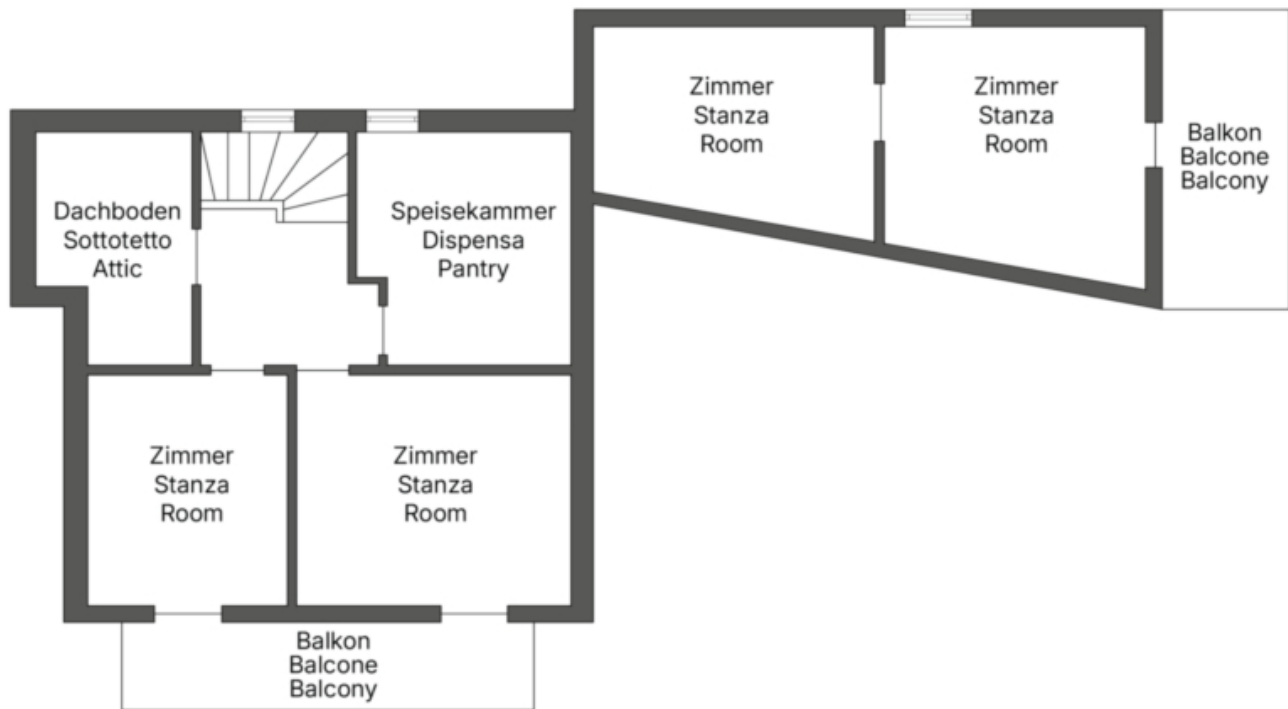 Zimmer
Stanza
Room
Zimmer
Stanza
Room
Balkon
Balcone
Balcony
Dachboden
Sottotetto
Attic
Speisekammer
Dispensa
Pantry
Zimmer
Stanza
Room
Zimmer
Stanza
Room
Balkon
Balcone
Balcony